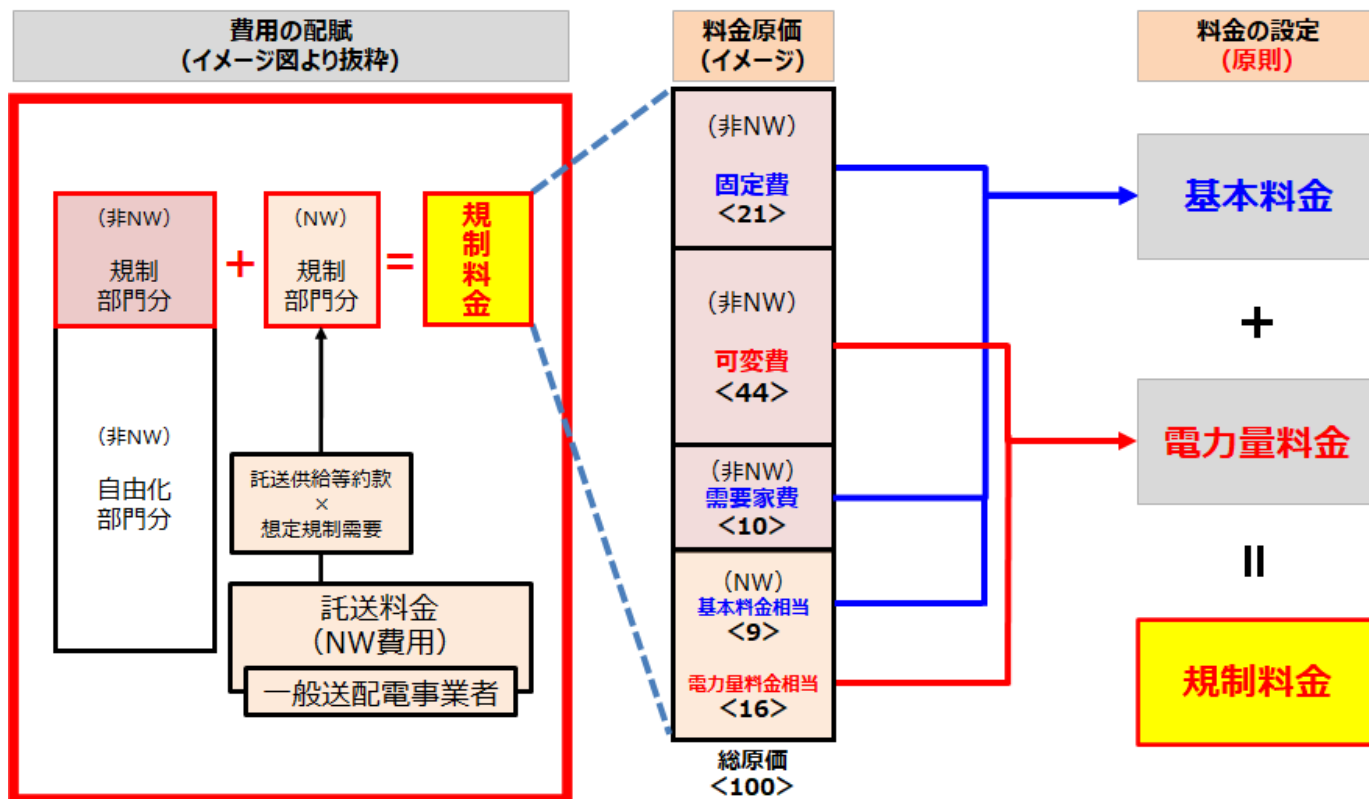 費用の配賦
(イメージ図より抜粋)
(非NW)
規制
部門分
+
(NW)
規制
部門分
=
規制料金
(非NW)
自由化
部門分
託送供給等約款
×
想定規制需要
託送料金
(NW費用)
一般送配電事業者
料金原価
(イメージ)
(非NW)
固定費
<21>
(非NW)
可変費
<44>
(非NW)
需要家費
<10>
(NW)
基本料金相当
<9>
電力量料金相当
<16>
総原価
<100>
料金の設定
(原則)
基本料金
+
電力量料金
=
規制料金